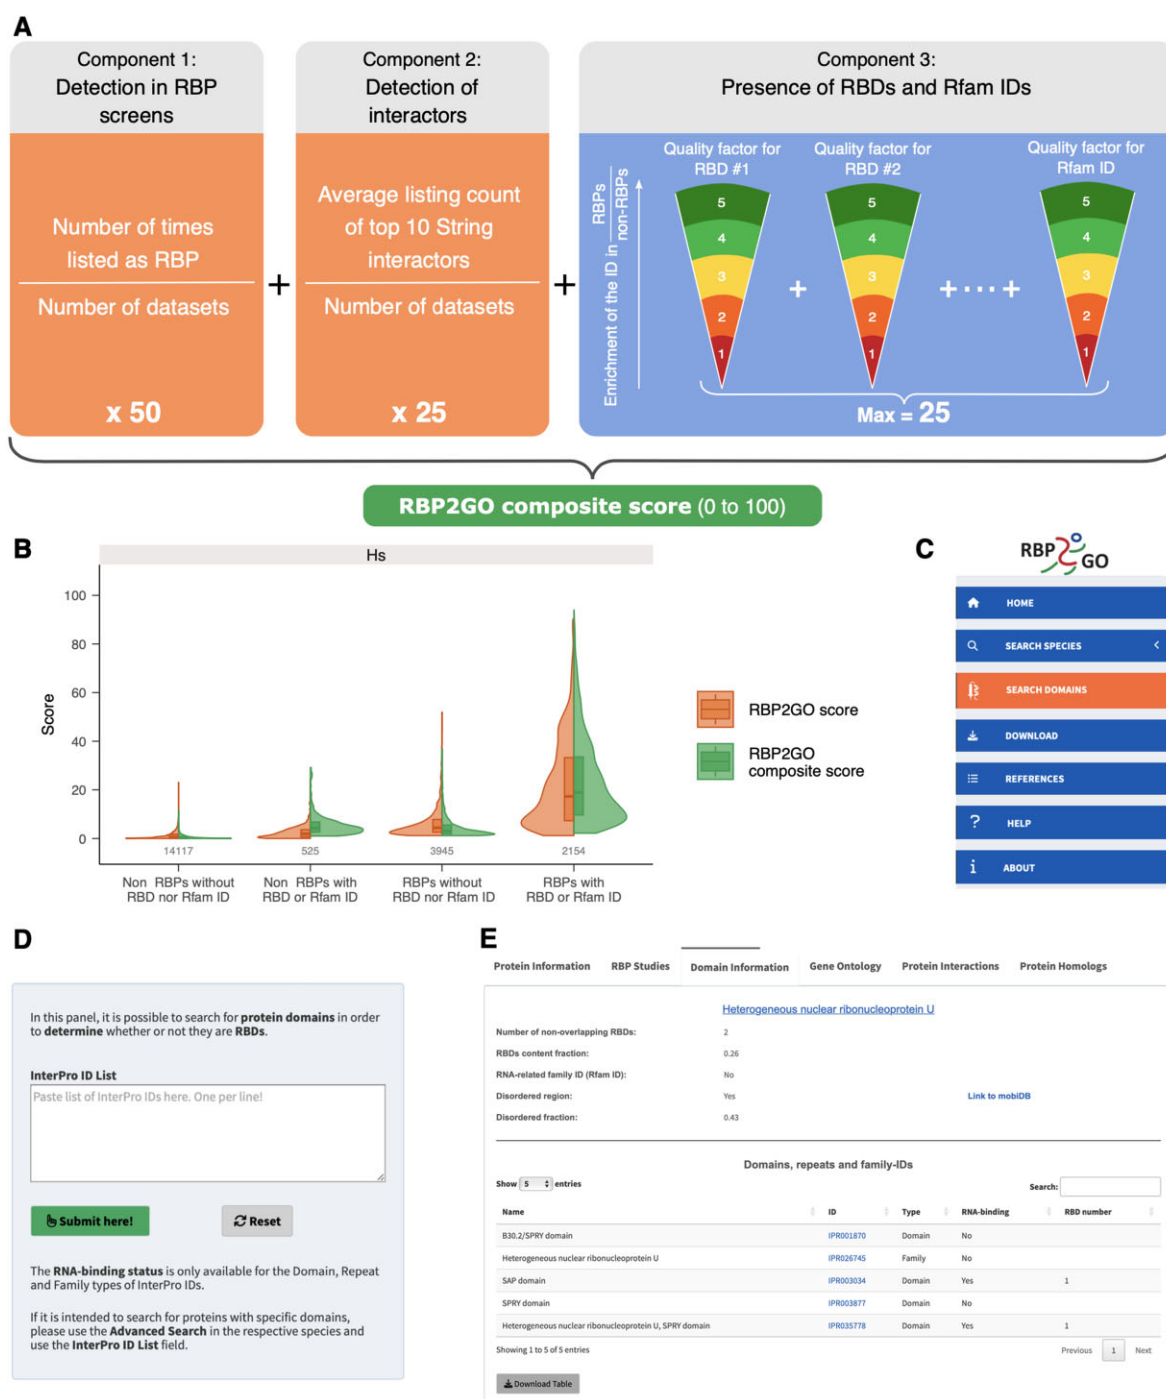 A
Component 1:
Detection in RBP
screens
Number of times
listed as RBP
Number of datasets
x 50
+
Component 2:
Detection of
interactors
Average listing count
of top 10 String
interactors
Number of datasets
x 25
+
Component 3:
Presence of RBDs and Rfam IDs
Enrichment of the ID in
RBPs
non-RBPs
Quality factor for
RBD #1
5
4
3
2
1
+
Quality factor for
RBD #2
5
4
3
2
1
+ ··· +
Quality factor for
Rfam ID
5
4
3
2
1
Max = 25
RBP2GO composite score (0 to 100)
B
Hs
Score
100
80
60
40
20
0
14117
525
3945
2154
Non RBPs without
RBD nor Rfam ID
Non RBPs with
RBD or Rfam ID
RBPs without
RBD nor Rfam ID
RBPs with
RBD or Rfam ID
RBP2GO score
RBP2GO
composite score
C
RBP2GO
HOME
SEARCH SPECIES
SEARCH DOMAINS
DOWNLOAD
REFERENCES
HELP
ABOUT
D
In this panel, it is possible to search for protein domains in order
to determine whether or not they are RBDs.
InterPro ID List
Paste list of InterPro IDs here. One per line!
Submit here!
Reset
The RNA-binding status is only available for the Domain, Repeat
and Family types of InterPro IDs.
If it is intended to search for proteins with specific domains,
please use the Advanced Search in the respective species and
use the InterPro ID List field.
E
Protein Information RBP Studies Domain Information Gene Ontology Protein Interactions Protein Homologs
Heterogeneous nuclear ribonucleoprotein U
Number of non-overlapping RBDs: 2
RBDs content fraction: 0.26
RNA-related family ID (Rfam ID): No
Disordered region: Yes Link to mobiDB
Disordered fraction: 0.43
Domains, repeats and family-IDs
Show 5 entries
Search:
Name ID Type RNA-binding RBD number
B30.2/SPRY domain IPR001870 Domain No
Heterogeneous nuclear ribonucleoprotein U IPR026745 Family No
SAP domain IPR003034 Domain Yes 1
SPRY domain IPR003877 Domain No
Heterogeneous nuclear ribonucleoprotein U, SPRY domain IPR035778 Domain Yes 1
Showing 1 to 5 of 5 entries
Previous 1 Next
Download Table